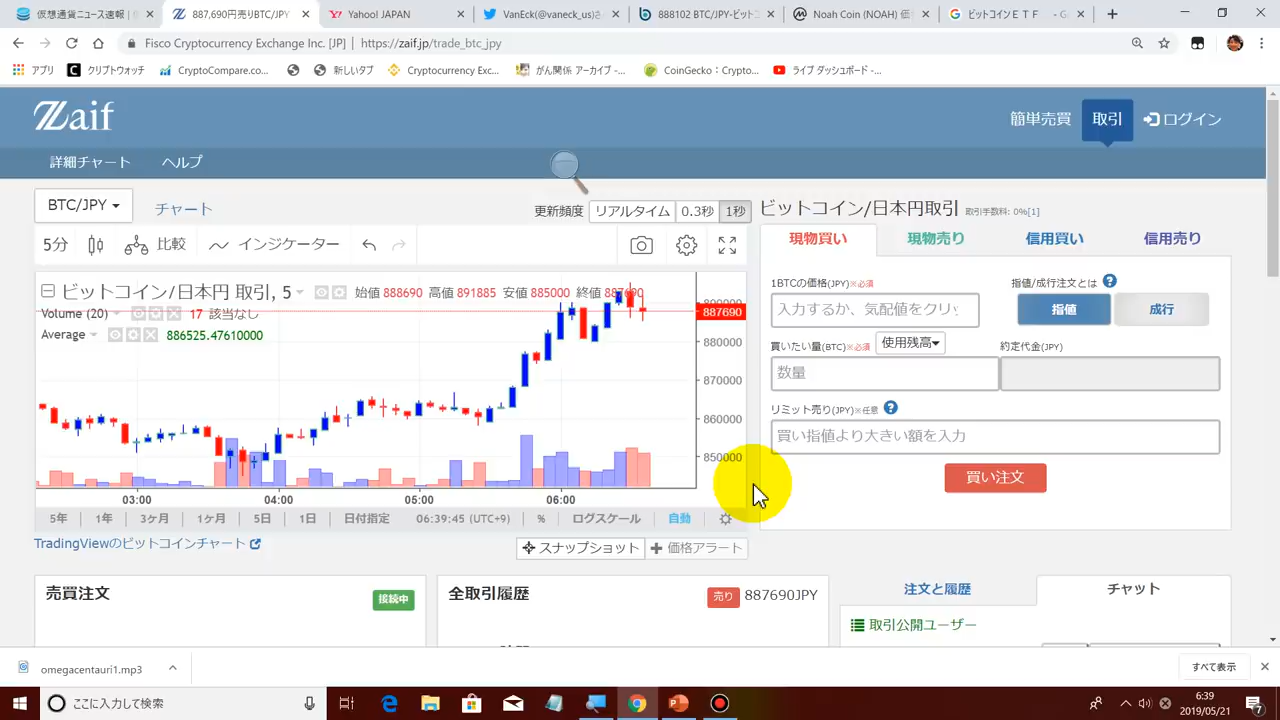 仮想通貨ニュース速報 |
887,690円売りBTC/JPY -
Yahoo! JAPAN
VanEck(@vaneck_us)さ
888102 BTC/JPY-ビット
Noah Coin (NOAH) 価
ビットコインＥＴＦ - G
Fisco Cryptocurrency Exchange Inc. [JP] | https://zaif.jp/trade_btc_jpy
アプリ
クリプトウォッチ
CryptoCompare.co...
新しいタブ
Cryptocurrency Exc...
がん関係 アーカイブ -...
CoinGecko：Crypto...
ライブ ダッシュボード -...
Zaif
簡単売買
取引
ログイン
詳細チャート
ヘルプ
BTC/JPY
チャート
更新頻度
リアルタイム
0.3秒
1秒
5分
比較
インジケーター
ビットコイン/日本円 取引, 5
始値 888690 高値 891885 安値 885000 終値 887690
Volume (20)
17 該当なし
Average
886525.47610000
890000
887690
880000
870000
860000
850000
03:00
04:00
05:00
06:00
5年
1年
3ヶ月
1ヶ月
5日
1日
日付指定
06:39:45 (UTC+9)
%
ログスケール
自動
TradingViewのビットコインチャート
スナップショット
価格アラート
ビットコイン/日本円取引
取引手数料: 0%[1]
現物買い
現物売り
信用買い
信用売り
1BTCの価格(JPY)※必須
指値/成行注文とは
入力するか、気配値をクリッ
指値
成行
買いたい量(BTC)※必須
使用残高
約定代金(JPY)
数量
リミット売り(JPY)※任意
買い指値より大きい額を入力
買い注文
売買注文
接続中
全取引履歴
売り
887690JPY
注文と履歴
チャット
取引公開ユーザー
omegacentauri1.mp3
すべて表示
ここに入力して検索
6:39
2019/05/21
7